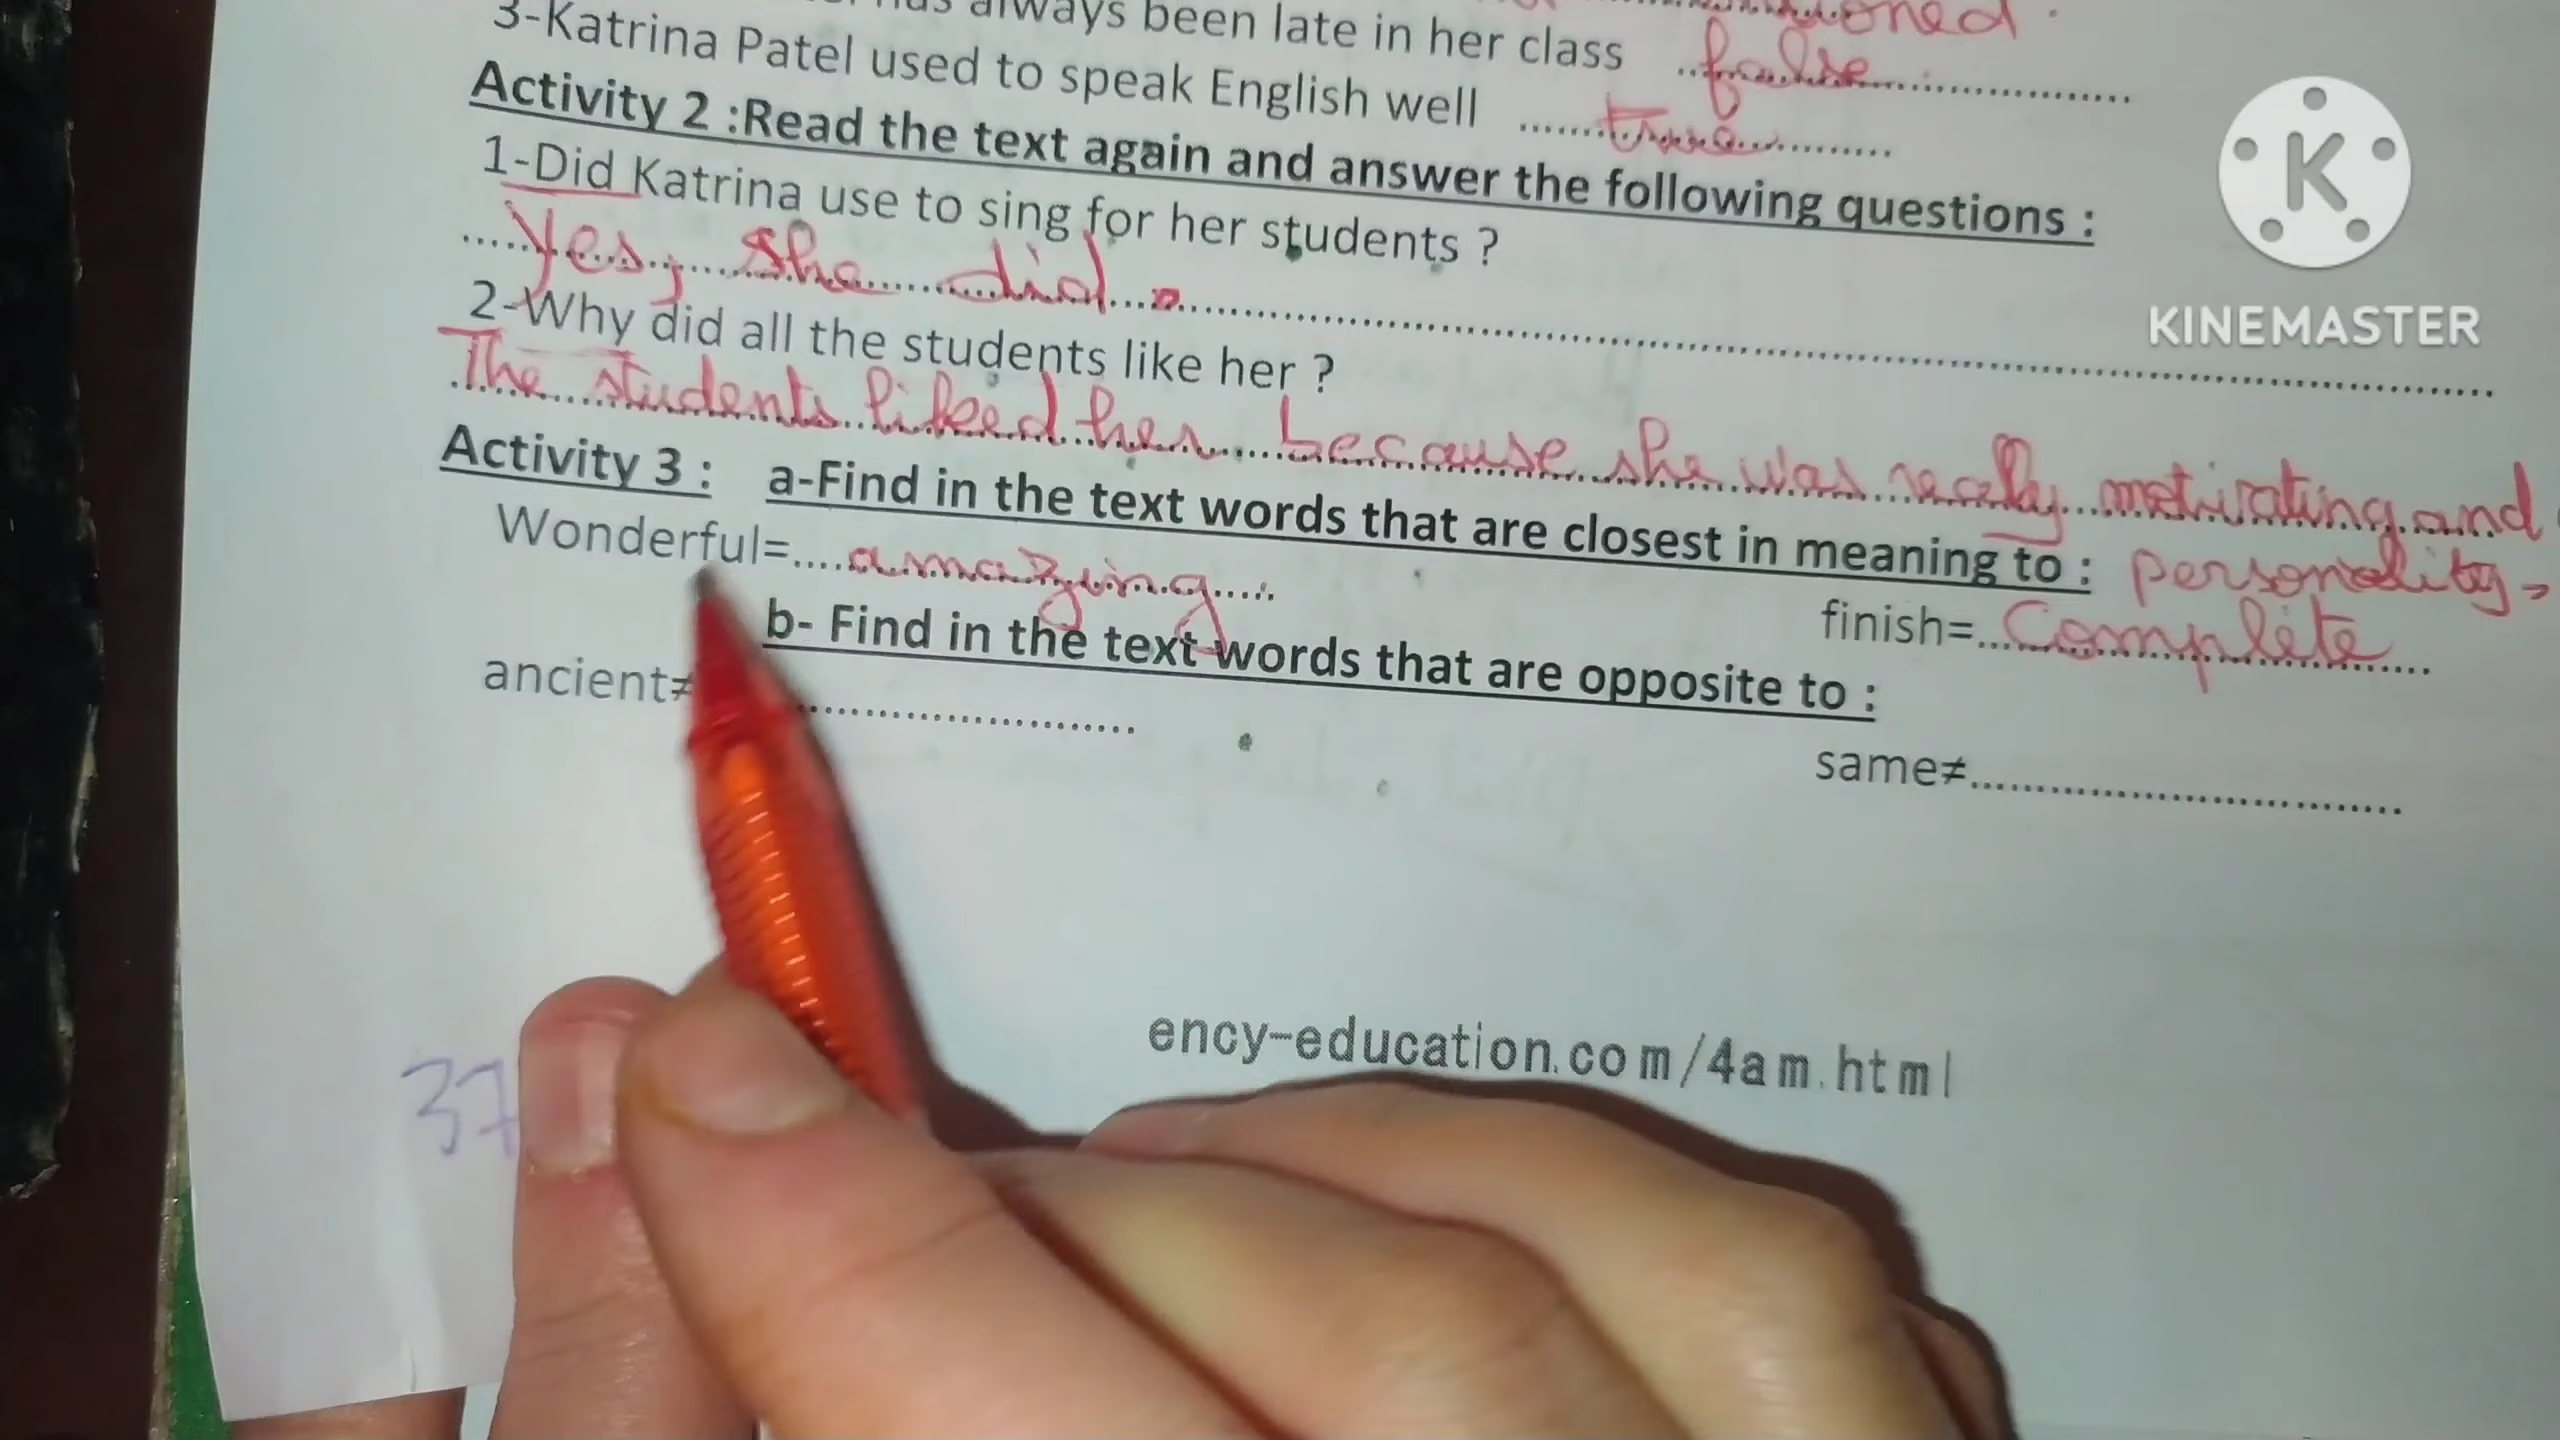 always been late in her class false
3-Katrina Patel used to speak English well true
Activity 2 :Read the text again and answer the following questions :
1-Did Katrina use to sing for her students ?
Yes, she did.
2-Why did all the students like her ?
The students liked her because she was really motivating and
personality.
Activity 3 : a-Find in the text words that are closest in meaning to :
Wonderful=....amazing..... finish=...Complete
b- Find in the text words that are opposite to :
ancient≠.............................. same≠..............................
ency-education.com/4am.html
37
KINEMASTER